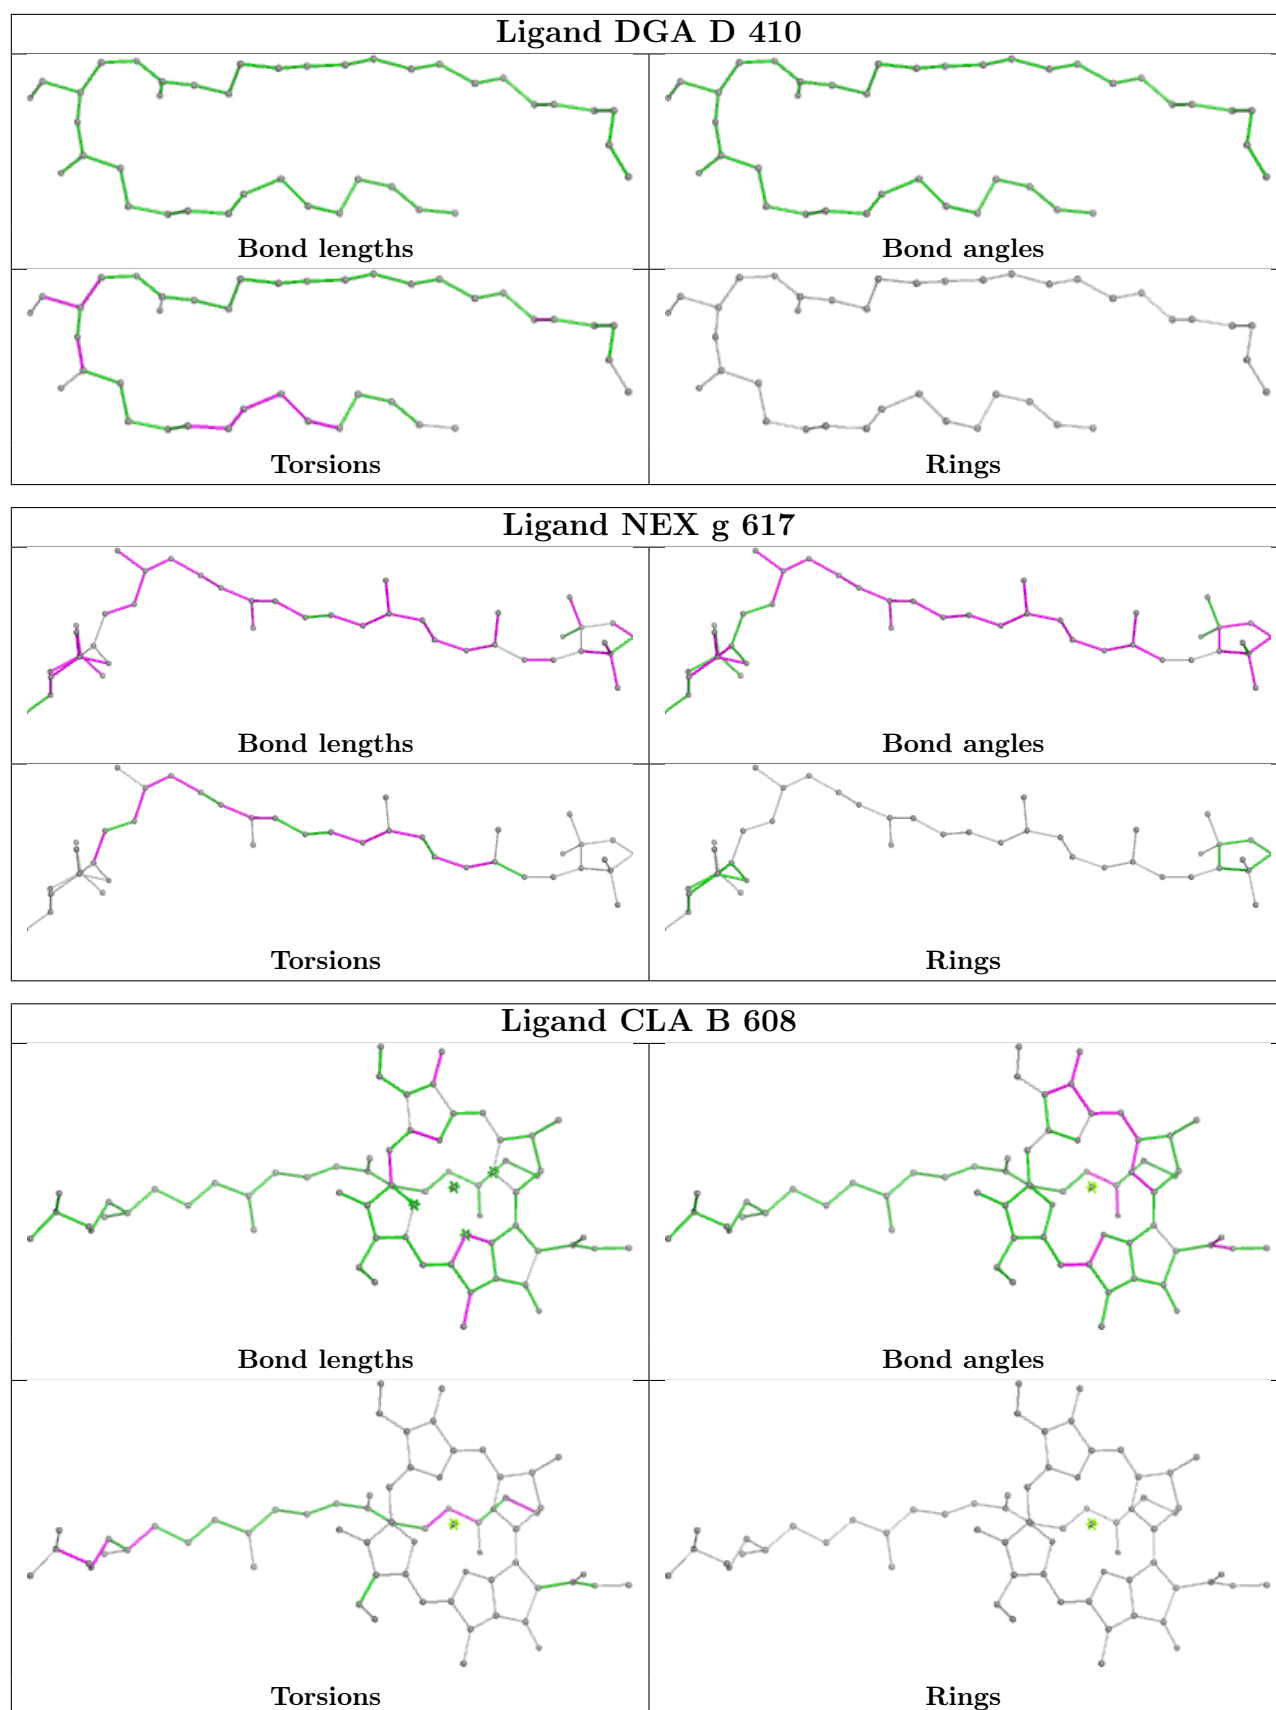 Ligand DGA D 410
Bond lengths
Bond angles
Torsions
Rings
Ligand NEX g 617
Bond lengths
Bond angles
Torsions
Rings
Ligand CLA B 608
Bond lengths
Bond angles
Torsions
Rings